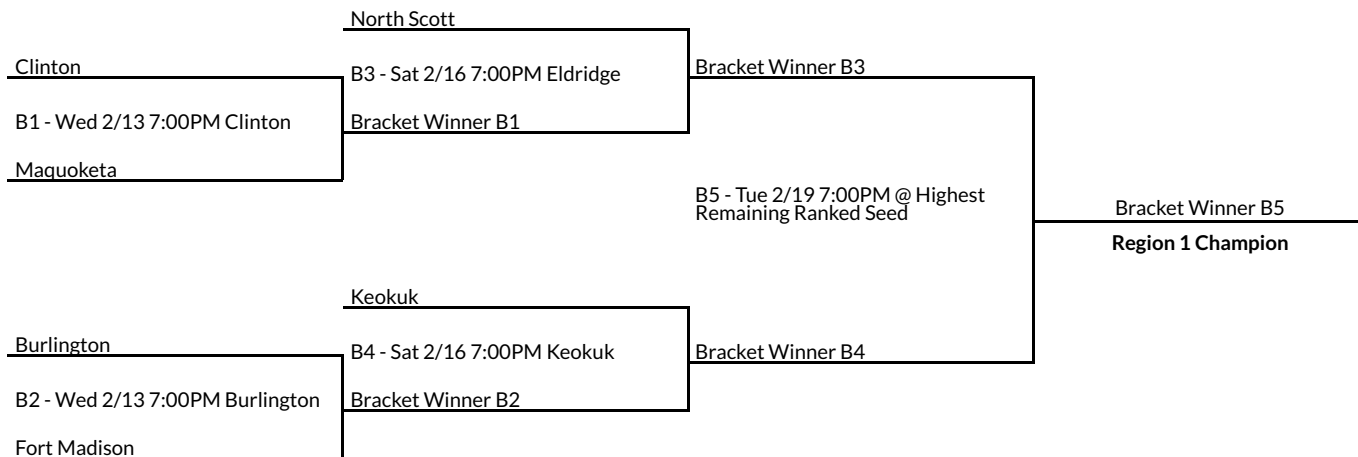 North Scott
Clinton
B3 - Sat 2/16 7:00PM Eldridge
Bracket Winner B3
B1 - Wed 2/13 7:00PM Clinton
Bracket Winner B1
Maquoketa
B5 - Tue 2/19 7:00PM @ Highest
Remaining Ranked Seed
Bracket Winner B5
Region 1 Champion
Keokuk
Burlington
B4 - Sat 2/16 7:00PM Keokuk
Bracket Winner B4
B2 - Wed 2/13 7:00PM Burlington
Bracket Winner B2
Fort Madison